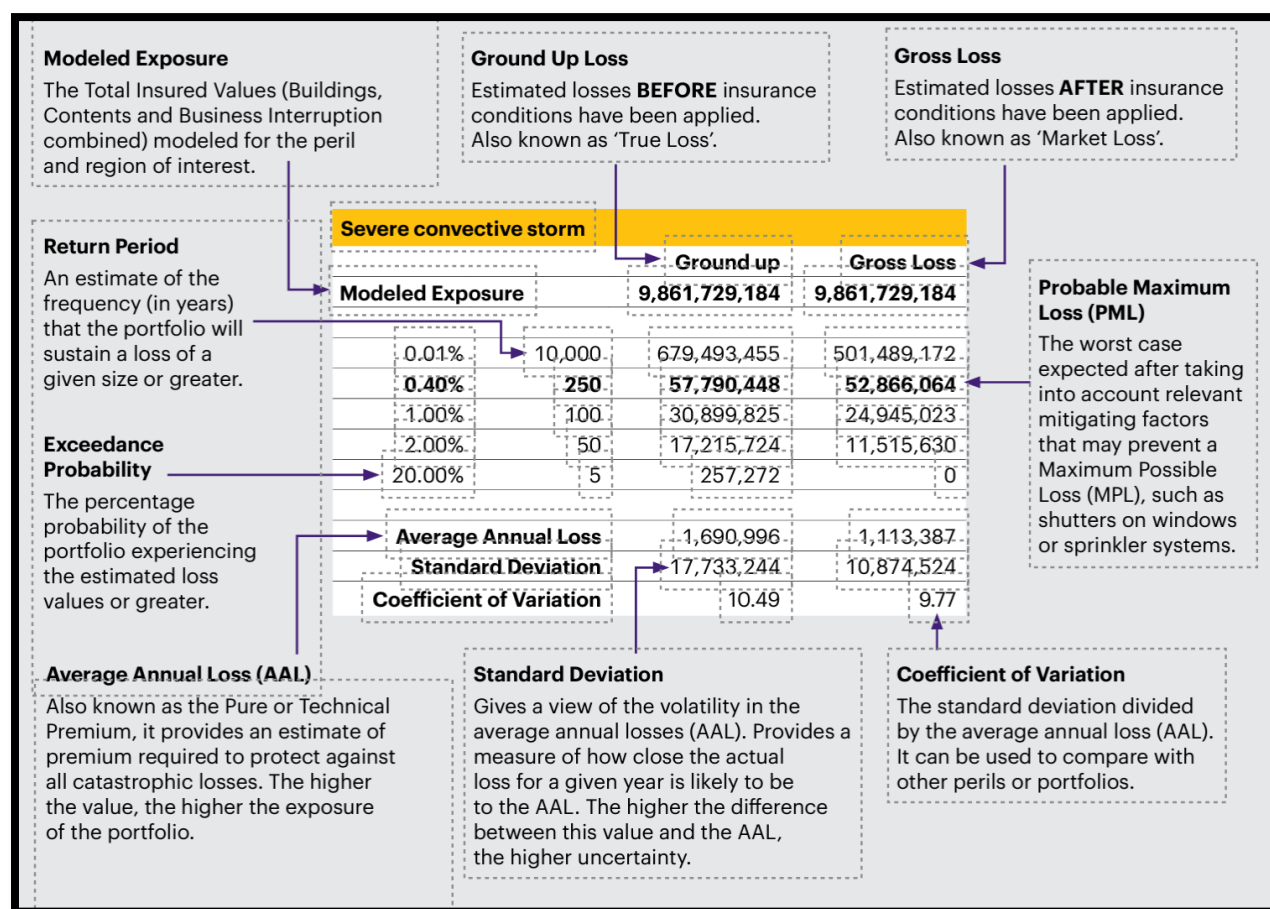 Modeled Exposure
The Total Insured Values (Buildings,
Contents and Business Interruption
combined) modeled for the peril
and region of interest.
Ground Up Loss
Estimated losses BEFORE insurance
conditions have been applied.
Also known as ‘True Loss’.
Gross Loss
Estimated losses AFTER insurance
conditions have been applied.
Also known as ‘Market Loss’.
Return Period
An estimate of the
frequency (in years)
that the portfolio will
sustain a loss of a
given size or greater.
Exceedance
Probability
The percentage
probability of the
portfolio experiencing
the estimated loss
values or greater.
Severe convective storm
Ground up Gross Loss
Modeled Exposure 9,861,729,184 9,861,729,184
0.01% 10,000 679,493,455 501,489,172
0.40% 250 57,790,448 52,866,064
1.00% 100 30,899,825 24,945,023
2.00% 50 17,215,724 11,515,630
20.00% 5 257,272 0
Average Annual Loss 1,690,996 1,113,387
Standard Deviation 17,733,244 10,874,524
Coefficient of Variation 10.49 9.77
Probable Maximum
Loss (PML)
The worst case
expected after taking
into account relevant
mitigating factors
that may prevent a
Maximum Possible
Loss (MPL), such as
shutters on windows
or sprinkler systems.
Average Annual Loss (AAL)
Also known as the Pure or Technical
Premium, it provides an estimate of
premium required to protect against
all catastrophic losses. The higher
the value, the higher the exposure
of the portfolio.
Standard Deviation
Gives a view of the volatility in the
average annual losses (AAL). Provides a
measure of how close the actual
loss for a given year is likely to be
to the AAL. The higher the difference
between this value and the AAL,
the higher uncertainty.
Coefficient of Variation
The standard deviation divided
by the average annual loss (AAL).
It can be used to compare with
other perils or portfolios.